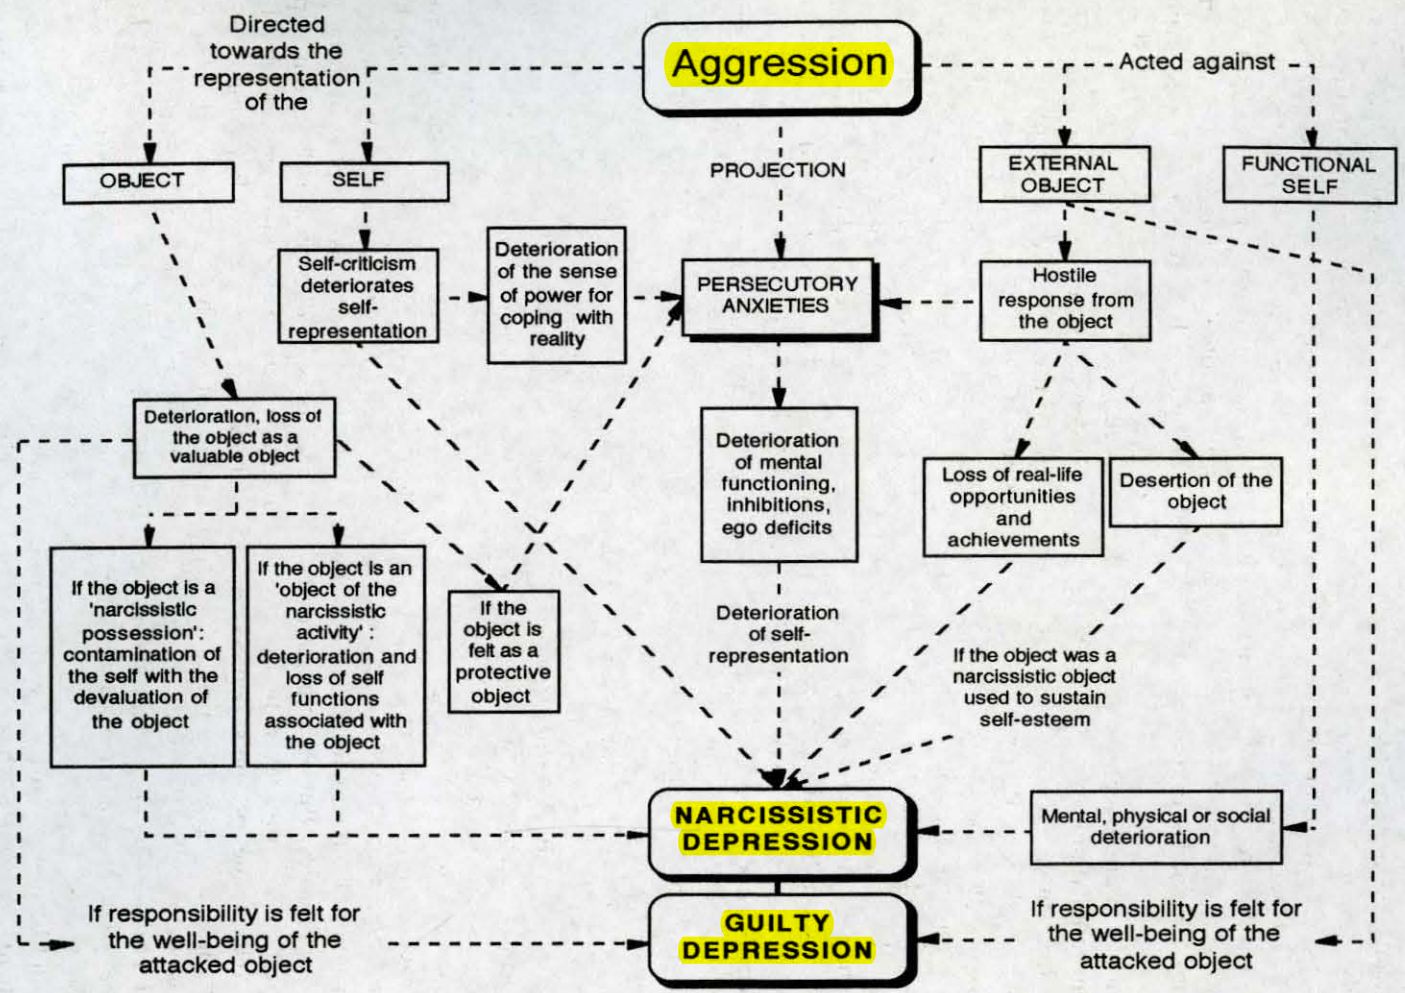 Directed
towards the
representation
of the
Aggression
Acted against
OBJECT
SELF
PROJECTION
EXTERNAL
OBJECT
FUNCTIONAL
SELF
Self-criticism
deteriorates
self-
representation
Deterioration
of the sense
of power for
coping with
reality
PERSECUTORY
ANXIETIES
Hostile
response from
the object
Deterioration, loss of
the object as a
valuable object
Deterioration
of mental
functioning,
inhibitions,
ego deficits
Loss of real-life
opportunities
and
achievements
Desertion of the
object
If the object is a
'narcissistic
possession':
contamination of
the self with the
devaluation of
the object
If the object is an
'object of the
narcissistic
activity' :
deterioration and
loss of self
functions
associated with
the object
If the
object is
felt as a
protective
object
Deterioration
of self-
representation
If the object was a
narcissistic object
used to sustain
self-esteem
NARCISSISTIC
DEPRESSION
Mental, physical or social
deterioration
If responsibility is felt for
the well-being of the
attacked object
GUILTY
DEPRESSION
If responsibility is felt for
the well-being of the
attacked object